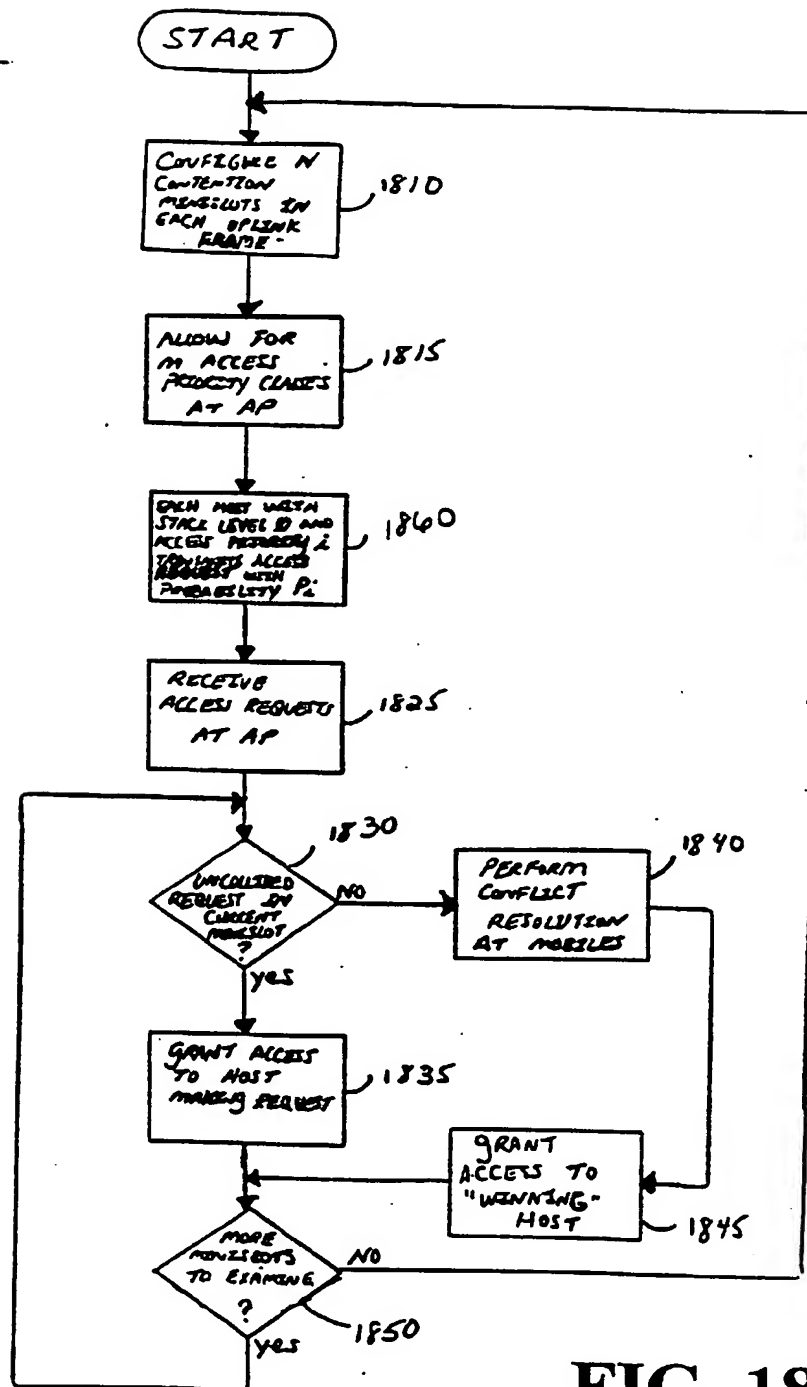 START
CONFIGURE N
CONTENTION
MINISLOTS IN
EACH UPLINK
FRAME
1810
ALLOW FOR
M ACCESS
PRIORITY CLASSES
AT AP
1815
EACH HOST WITH
STACK LEVEL 0 AND
ACCESS PRIORITY i
TRANSMITS ACCESS
REQUEST WITH
PROBABILITY Pi
1860
RECEIVE
ACCESS REQUESTS
AT AP
1825
1830
UNCOLLIDED
REQUEST IN
CURRENT
MINISLOT
?
NO
yes
PERFORM
CONFLICT
RESOLUTION
AT MOBILES
1840
GRANT ACCESS
TO HOST
MAKING REQUEST
1835
GRANT
ACCESS TO
"WINNING"
HOST
1845
MORE
MINISLOTS
TO EXAMINE
?
NO
1850
yes
FIG. 18